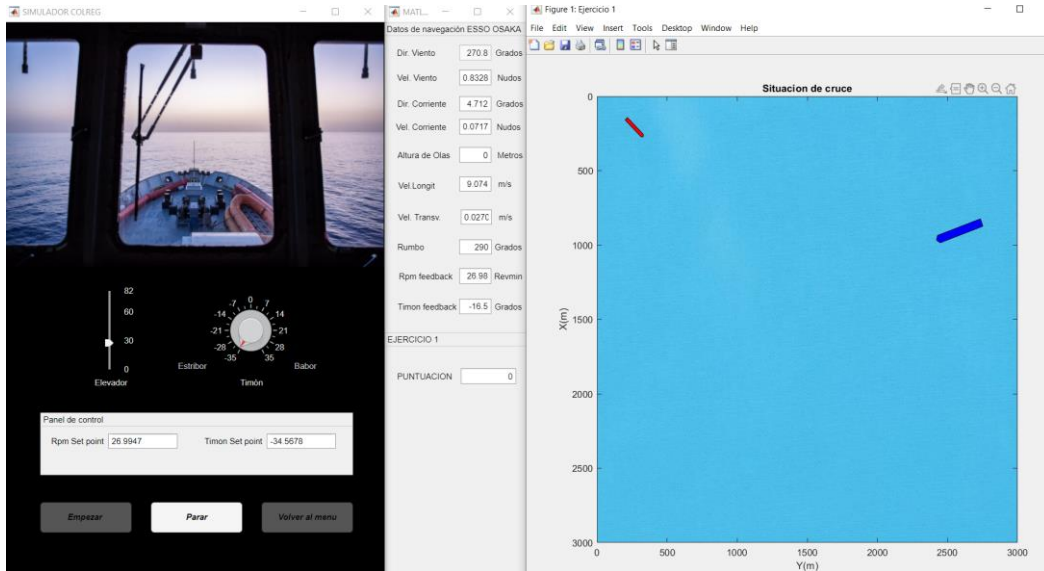 SIMULADOR COLREG
82
60
30
0
Elevador
-35
-28
-21
-14
-7
0
7
14
21
28
35
Estribor
Babor
Timón
Panel de control
Rpm Set point 26.9947 Timon Set point -34.5678
Empezar Parar Volver al menu
MATL...
Datos de navegación ESSO OSAKA
Dir. Viento 270.8 Grados
Vel. Viento 0.8328 Nudos
Dir. Corriente 4.712 Grados
Vel. Corriente 0.0717 Nudos
Altura de Olas 0 Metros
Vel.Longit 9.074 m/s
Vel. Transv. 0.0270 m/s
Rumbo 290 Grados
Rpm feedback 26.98 Revmin
Timon feedback -16.5 Grados
EJERCICIO 1
PUNTUACION 0
Figure 1: Ejercicio 1
File Edit View Insert Tools Desktop Window Help
Situacion de cruce
0
500
1000
1500
2000
2500
3000
X(m)
0 500 1000 1500 2000 2500 3000
Y(m)